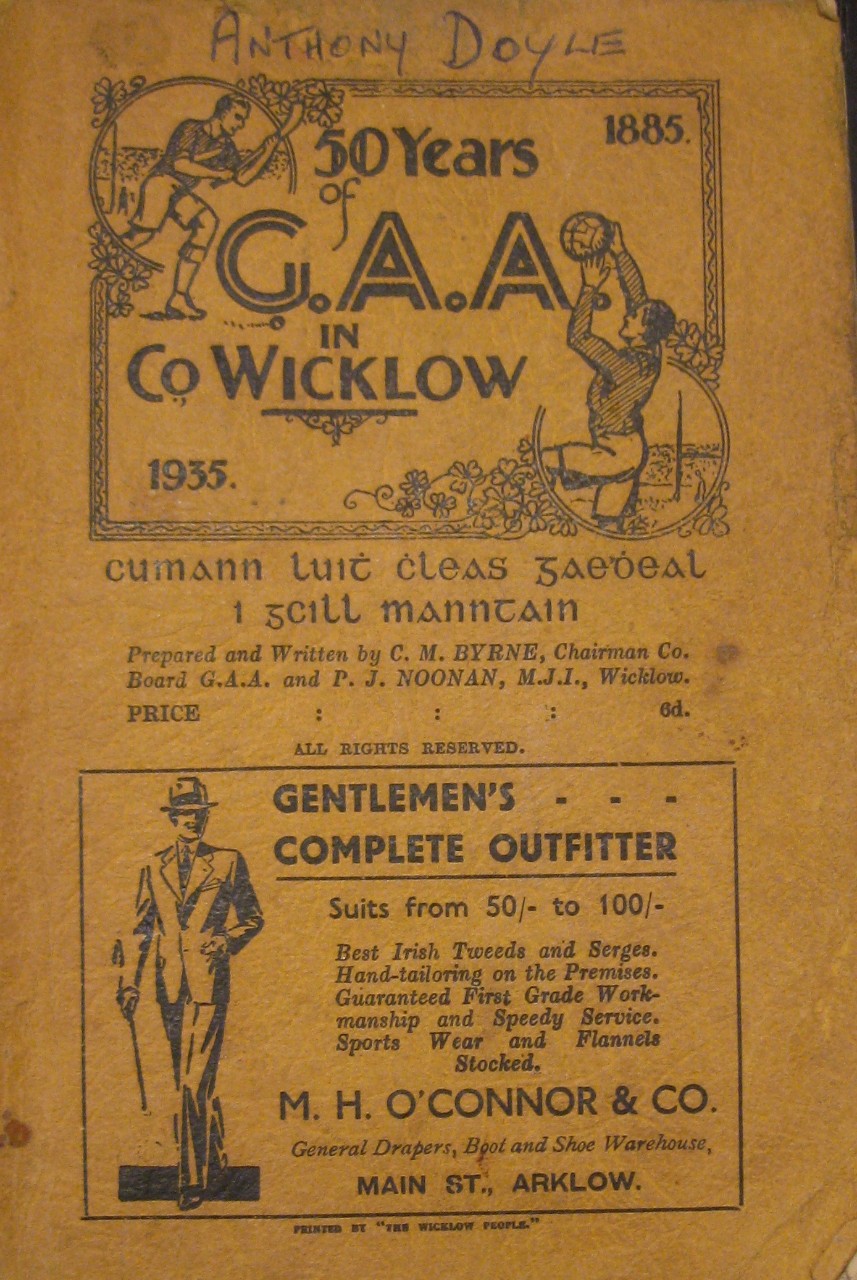 ANTHONY DOYLE
50 Years 1885.
of
G.A.A.
IN
Co WICKLOW
1935.
cumann luiṫ ċleas gaeḋeal
i gcill manntain
Prepared and Written by C. M. BYRNE, Chairman Co.
Board G.A.A. and P. J. NOONAN, M.J.I., Wicklow.
PRICE : : : 6d.
ALL RIGHTS RESERVED.
GENTLEMEN'S - - -
COMPLETE OUTFITTER
Suits from 50/- to 100/-
Best Irish Tweeds and Serges.
Hand-tailoring on the Premises.
Guaranteed First Grade Work-
manship and Speedy Service.
Sports Wear and Flannels
Stocked.
M. H. O'CONNOR & CO.
General Drapers, Boot and Shoe Warehouse,
MAIN ST., ARKLOW.
PRINTED BY "THE WICKLOW PEOPLE."